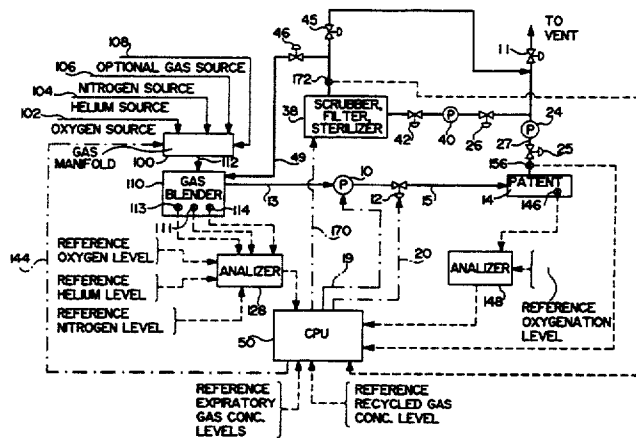 TO
VENT
45
46
11
108
106
OPTIONAL GAS SOURCE
104
NITROGEN SOURCE
HELIUM SOURCE
102
OXYGEN SOURCE
GAS
MANIFOLD
100
112
172
38
SCRUBBER,
FILTER,
STERILIZER
42
P
40
26
P
24
27
25
156
49
110
GAS
BLENDER
113
111
114
13
10
P
12
15
PATIENT
14
146
144
REFERENCE
OXYGEN LEVEL
REFERENCE
HELIUM LEVEL
REFERENCE
NITROGEN LEVEL
ANALIZER
128
170
19
20
ANALIZER
148
REFERENCE
OXYGENATION
LEVEL
50
CPU
REFERENCE
EXPIRATORY
GAS CONC.
LEVELS
REFERENCE
RECYCLED GAS
CONC. LEVEL